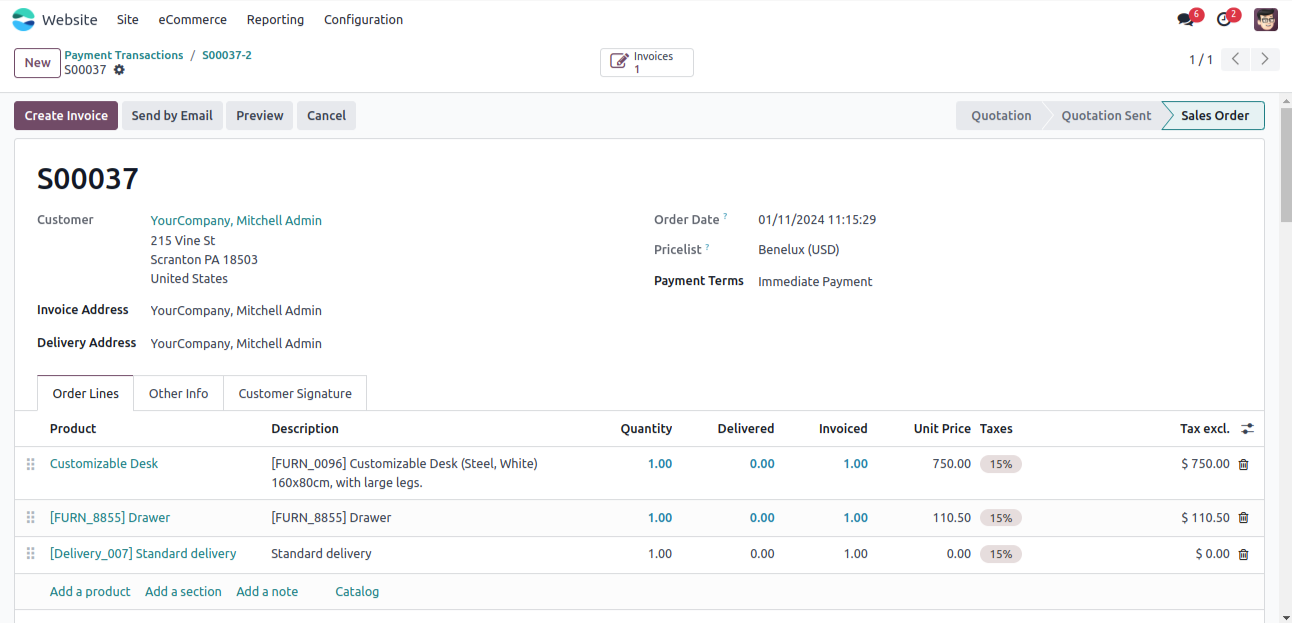 Website Site eCommerce Reporting Configuration 6 2
New Payment Transactions / S00037-2
S00037
Invoices
1
1 / 1
Create Invoice Send by Email Preview Cancel Quotation Quotation Sent Sales Order
S00037
Customer YourCompany, Mitchell Admin
215 Vine St
Scranton PA 18503
United States
Invoice Address YourCompany, Mitchell Admin
Delivery Address YourCompany, Mitchell Admin
Order Date ? 01/11/2024 11:15:29
Pricelist ? Benelux (USD)
Payment Terms Immediate Payment
Order Lines Other Info Customer Signature
Product Description Quantity Delivered Invoiced Unit Price Taxes Tax excl.
Customizable Desk [FURN_0096] Customizable Desk (Steel, White) 1.00 0.00 1.00 750.00 15% $ 750.00
160x80cm, with large legs.
[FURN_8855] Drawer [FURN_8855] Drawer 1.00 0.00 1.00 110.50 15% $ 110.50
[Delivery_007] Standard delivery Standard delivery 1.00 0.00 1.00 0.00 15% $ 0.00
Add a product Add a section Add a note Catalog